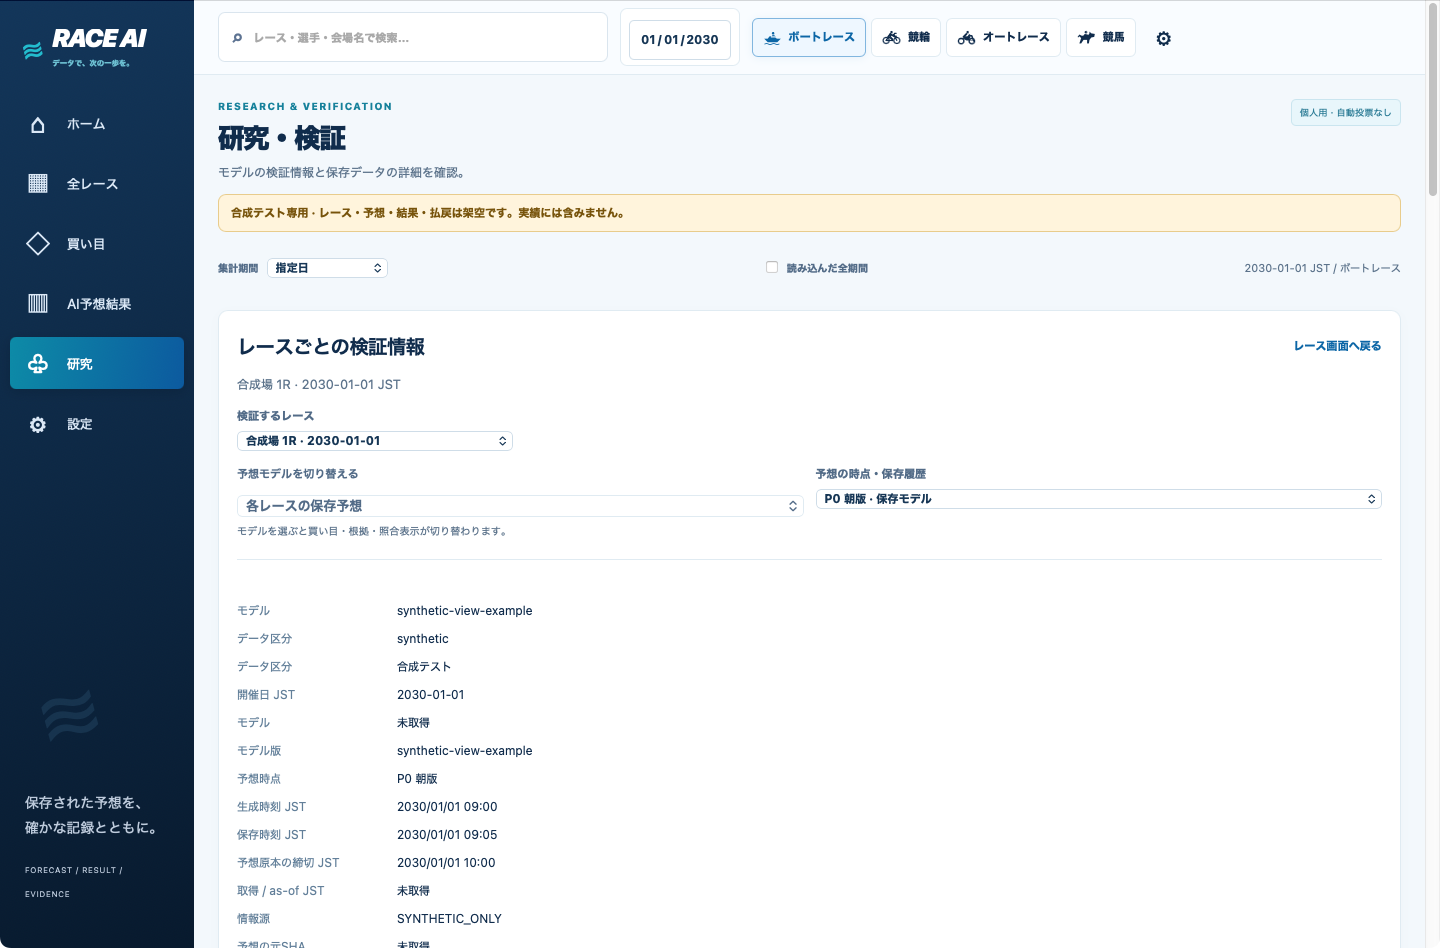 RACE AI
データで、次の一歩を。
ホーム
全レース
買い目
AI予想結果
研究
設定
保存された予想を、
確かな記録とともに。
FORECAST / RESULT /
EVIDENCE
レース・選手・会場名で検索...
01/01/2030
ボートレース
競輪
オートレース
競馬
RESEARCH & VERIFICATION
研究・検証
モデルの検証情報と保存データの詳細を確認。
個人用・自動投票なし
合成テスト専用・レース・予想・結果・払戻は架空です。実績には含みません。
集計期間 指定日
読み込んだ全期間
2030-01-01 JST / ボートレース
レースごとの検証情報
レース画面へ戻る
合成場 1R · 2030-01-01 JST
検証するレース
合成場 1R · 2030-01-01
予想モデルを切り替える
各レースの保存予想
モデルを選ぶと買い目・根拠・照合表示が切り替わります。
予想の時点・保存履歴
P0 朝版 · 保存モデル
モデル synthetic-view-example
データ区分 synthetic
データ区分 合成テスト
開催日 JST 2030-01-01
モデル 未取得
モデル版 synthetic-view-example
予想時点 P0 朝版
生成時刻 JST 2030/01/01 09:00
保存時刻 JST 2030/01/01 09:05
予想原本の締切 JST 2030/01/01 10:00
取得 / as-of JST 未取得
情報源 SYNTHETIC_ONLY
予想の元SHA 未取得